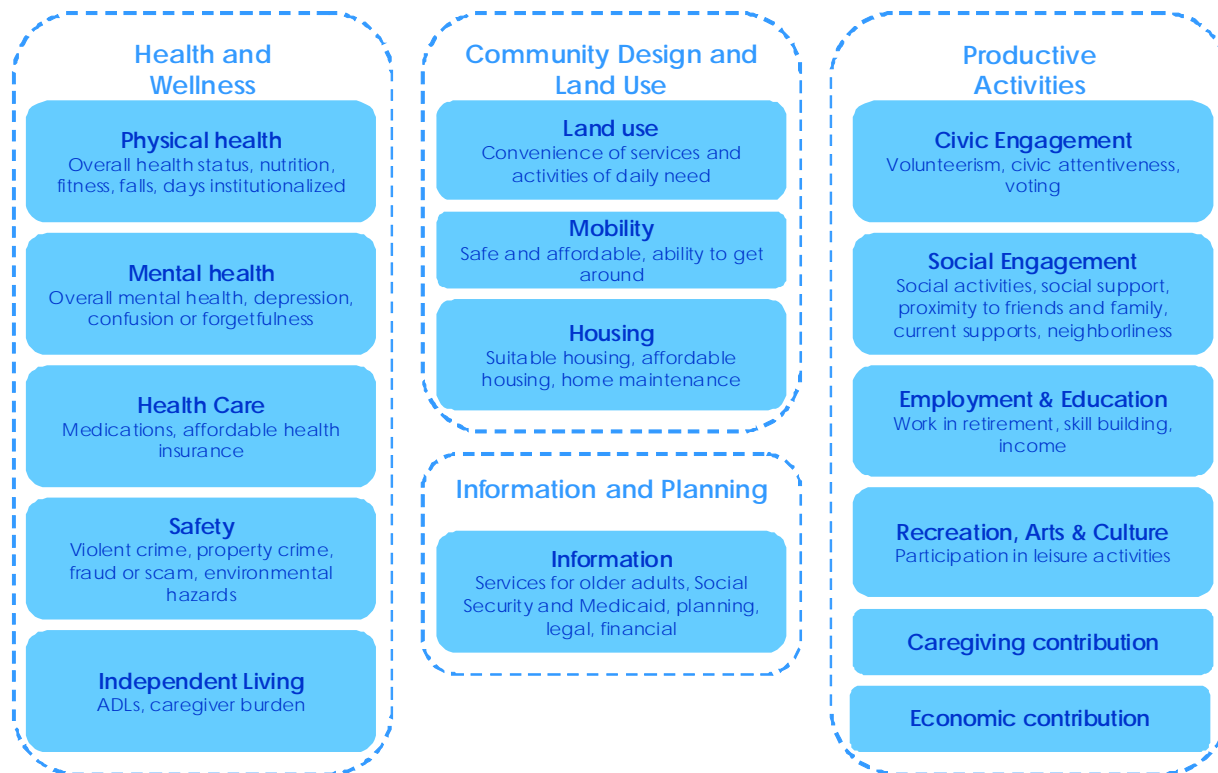 Health and
Wellness
Physical health
Overall health status, nutrition,
fitness, falls, days institutionalized
Mental health
Overall mental health, depression,
confusion or forgetfulness
Health Care
Medications, affordable health
insurance
Safety
Violent crime, property crime,
fraud or scam, environmental
hazards
Independent Living
ADLs, caregiver burden
Community Design and
Land Use
Land use
Convenience of services and
activities of daily need
Mobility
Safe and affordable, ability to get
around
Housing
Suitable housing, affordable
housing, home maintenance
Information and Planning
Information
Services for older adults, Social
Security and Medicaid, planning,
legal, financial
Productive
Activities
Civic Engagement
Volunteerism, civic attentiveness,
voting
Social Engagement
Social activities, social support,
proximity to friends and family,
current supports, neighborliness
Employment & Education
Work in retirement, skill building,
income
Recreation, Arts & Culture
Participation in leisure activities
Caregiving contribution
Economic contribution